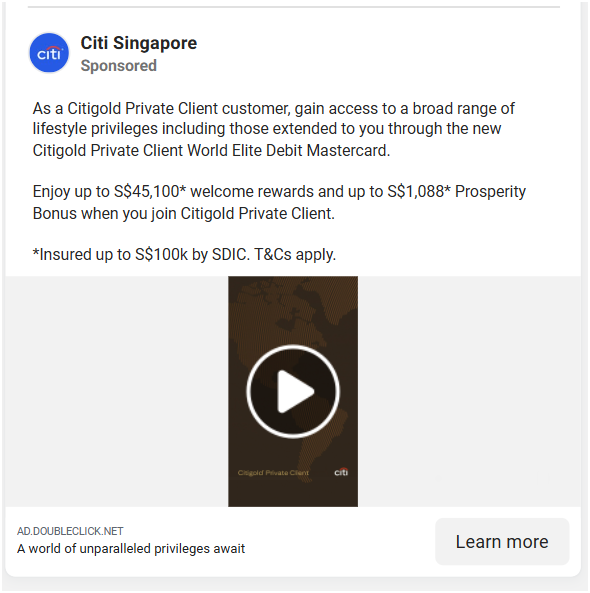 citi
Citi Singapore
Sponsored
As a Citigold Private Client customer, gain access to a broad range of
lifestyle privileges including those extended to you through the new
Citigold Private Client World Elite Debit Mastercard.
Enjoy up to S$45,100* welcome rewards and up to S$1,088* Prosperity
Bonus when you join Citigold Private Client.
*Insured up to S$100k by SDIC. T&Cs apply.
Citigold® Private Client
citi
AD.DOUBLECLICK.NET
A world of unparalleled privileges await
Learn more